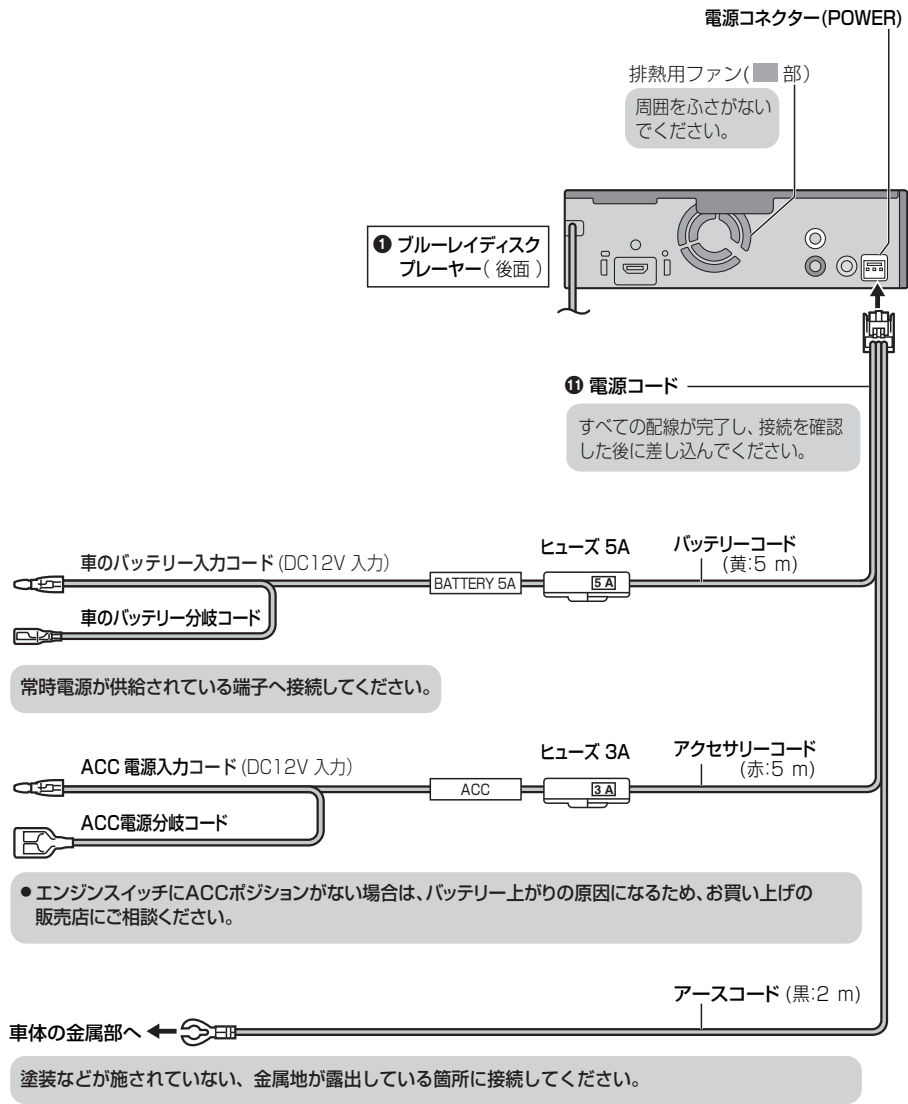 電源コネクター(POWER)
排熱用ファン( 部)
周囲をふさがない
でください。
❶ ブルーレイディスク
プレーヤー( 後面 )
⓫ 電源コード
すべての配線が完了し、接続を確認
した後に差し込んでください。
車のバッテリー入力コード(DC12V 入力)
ヒューズ 5A
バッテリーコード
(黄:5 m)
BATTERY 5A
5 A
車のバッテリー分岐コード
常時電源が供給されている端子へ接続してください。
ACC 電源入力コード(DC12V 入力)
ヒューズ 3A
アクセサリーコード
(赤:5 m)
ACC
3 A
ACC電源分岐コード
● エンジンスイッチにACCポジションがない場合は、バッテリー上がりの原因になるため、お買い上げの
販売店にご相談ください。
アースコード (黒:2 m)
車体の金属部へ
塗装などが施されていない、金属地が露出している箇所に接続してください。